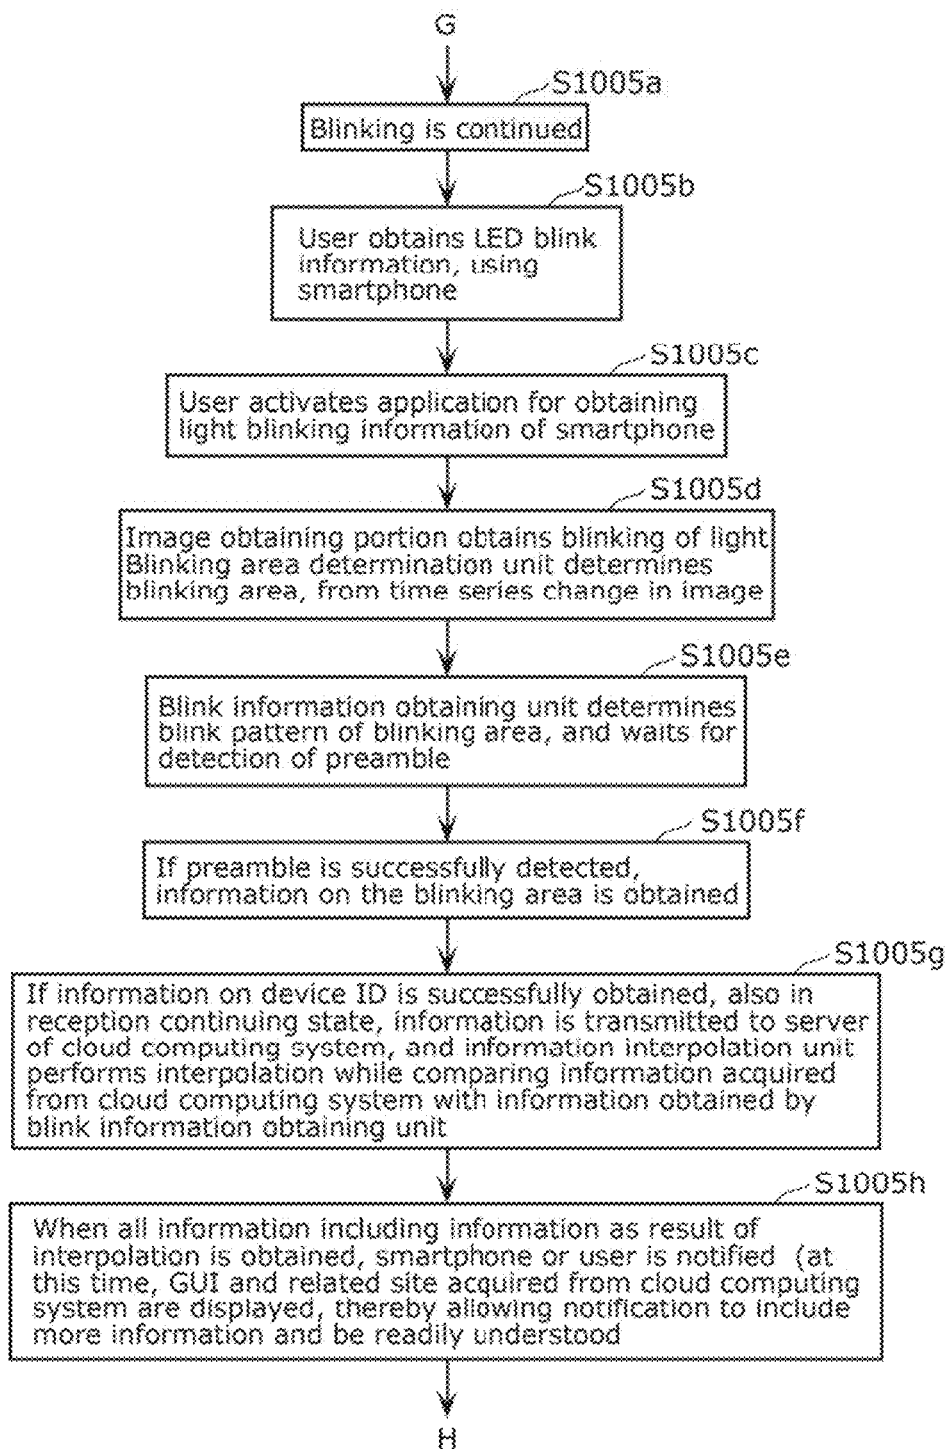 G
S1005a
Blinking is continued
S1005b
User obtains LED blink
information, using
smartphone
S1005c
User activates application for obtaining
light blinking information of smartphone
S1005d
Image obtaining portion obtains blinking of light
Blinking area determination unit determines
blinking area, from time series change in image
S1005e
Blink information obtaining unit determines
blink pattern of blinking area, and waits for
detection of preamble
S1005f
If preamble is successfully detected,
information on the blinking area is obtained
S1005g
If information on device ID is successfully obtained, also in
reception continuing state, information is transmitted to server
of cloud computing system, and information interpolation unit
performs interpolation while comparing information acquired
from cloud computing system with information obtained by
blink information obtaining unit
S1005h
When all information including information as result of
interpolation is obtained, smartphone or user is notified (at
this time, GUI and related site acquired from cloud computing
system are displayed, thereby allowing notification to include
more information and be readily understood
H